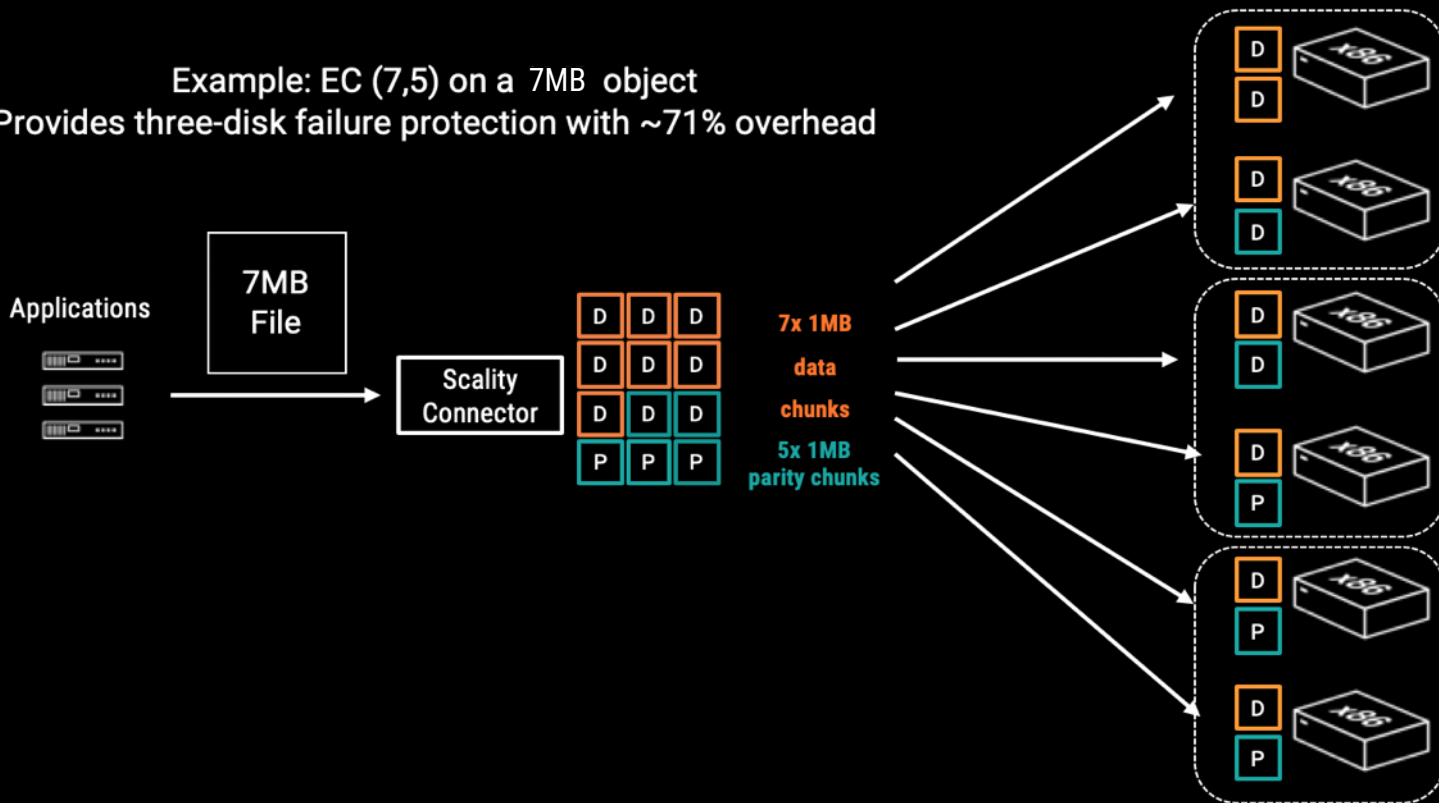 Example: EC (7,5) on a 7MB object
Provides three-disk failure protection with ~71% overhead
Applications
7MB
File
Scality
Connector
D D D
D D D
D D D
P P P
7x 1MB
data
chunks
5x 1MB
parity chunks
D
D
x86
D
D
x86
D
D
x86
D
P
x86
D
P
x86
D
P
x86